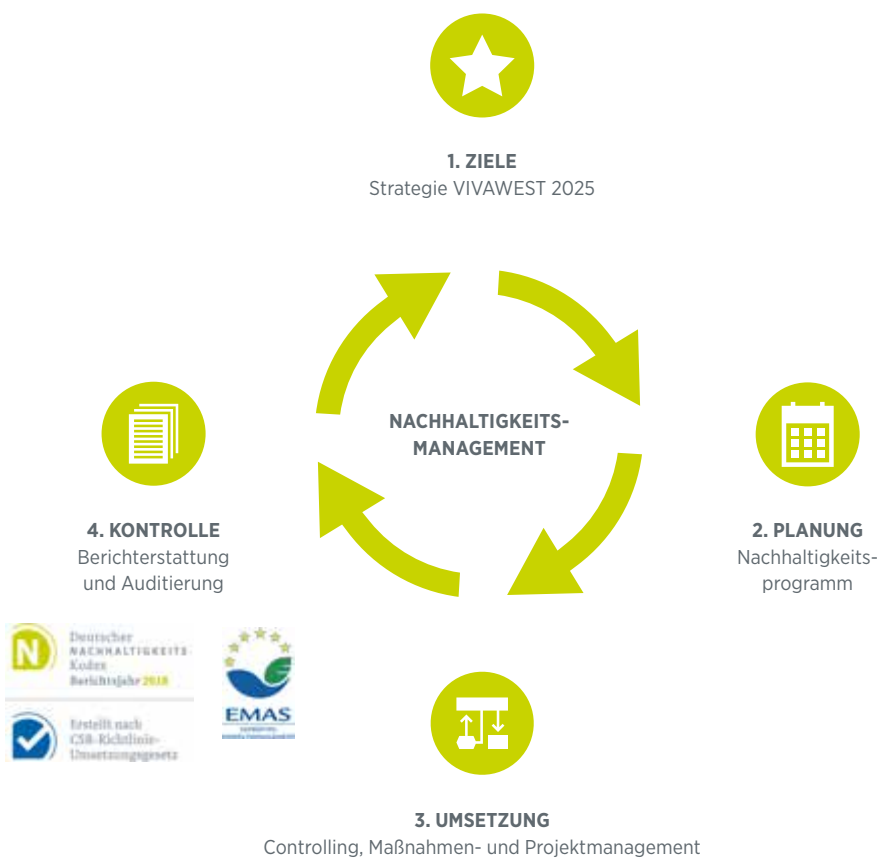 1. ZIELE
Strategie VIVAWEST 2025
NACHHALTIGKEITS-
MANAGEMENT
2. PLANUNG
Nachhaltigkeits-
programm
4. KONTROLLE
Berichterstattung
und Auditierung
N
Deutscher
NACHHALTIGKEITS
Kodex
Berichtsjahr 2018
Erstellt nach
CSR-Richtlinie-
Umsetzungsgesetz
EMAS
3. UMSETZUNG
Controlling, Maßnahmen- und Projektmanagement